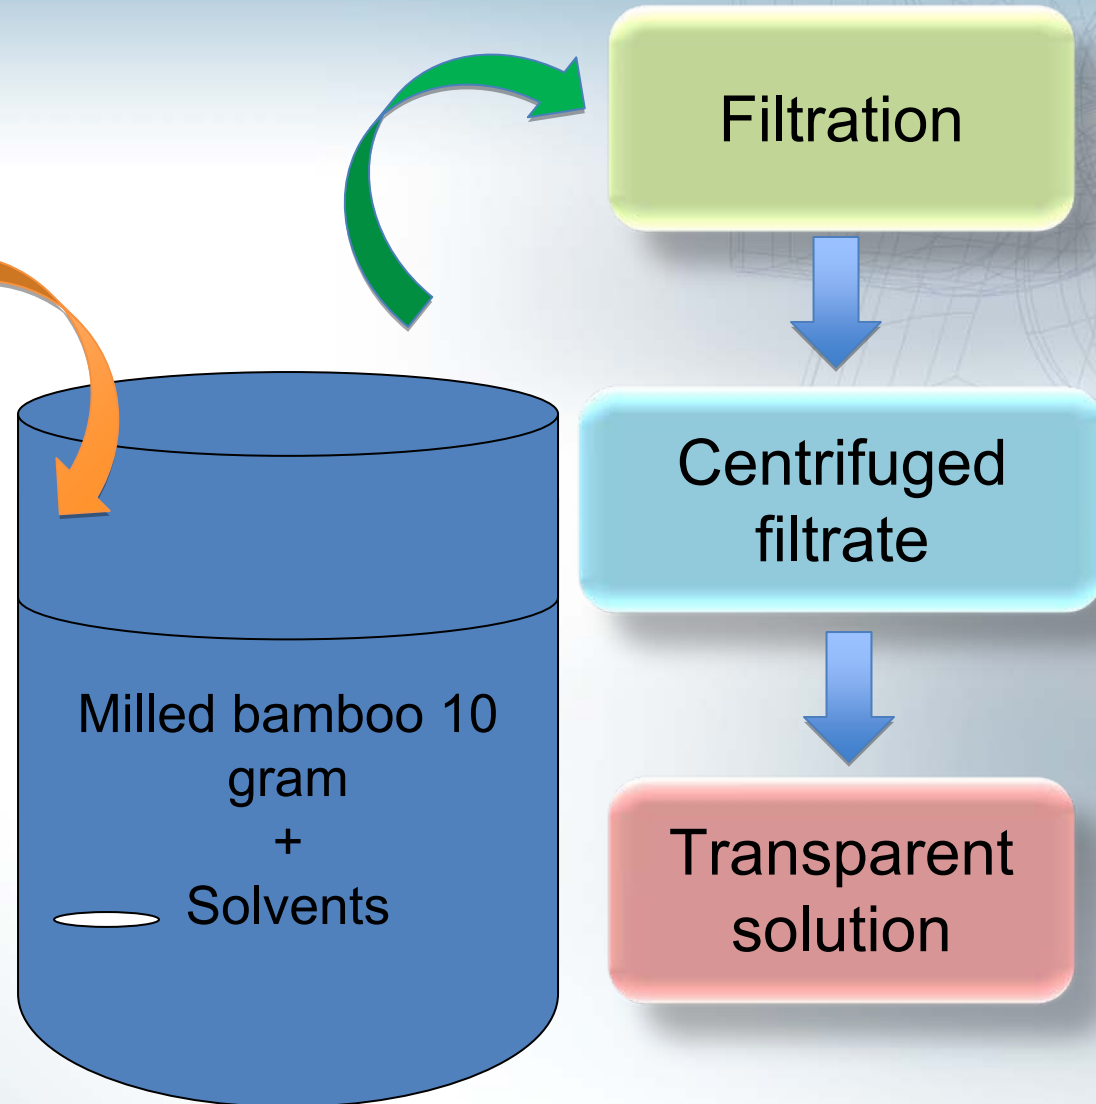 Filtration
Centrifuged
filtrate
Milled bamboo 10
gram
+
Solvents
Transparent
solution